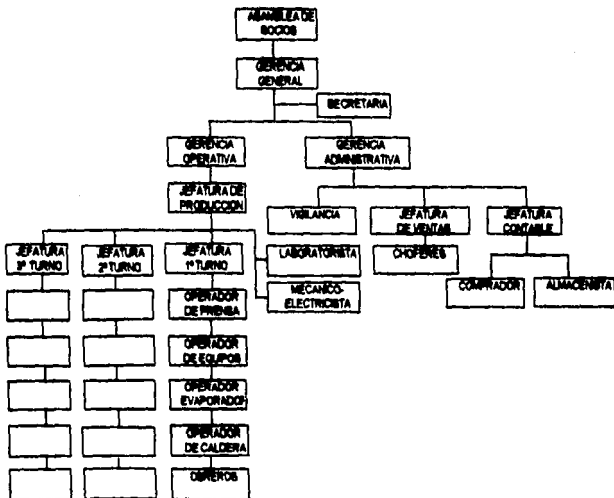 ASAMBLEA DE
SOCIOS
GERENCIA
GENERAL
SECRETARIA
GERENCIA
OPERATIVA
GERENCIA
ADMINISTRATIVA
JEFATURA DE
PRODUCCION
VIGILANCIA
JEFATURA
DE VENTAS
JEFATURA
CONTABLE
JEFATURA
3º TURNO
JEFATURA
2º TURNO
JEFATURA
1º TURNO
LABORATORISTA
CHOFERES
MECANICO-
ELECTRICISTA
COMPRADOR
ALMACENISTA
OPERADOR
DE PRENSA
OPERADOR
DE EQUIPOS
OPERADOR
EVAPORADOR
OPERADOR
DE CALDERA
OBREROS